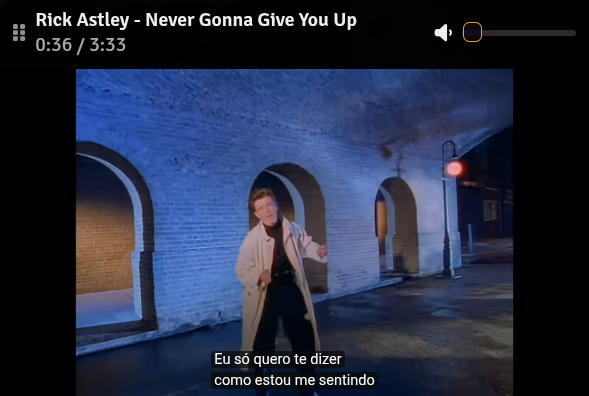 Rick Astley - Never Gonna Give You Up
0:36 / 3:33
Eu só quero te dizer
como estou me sentindo